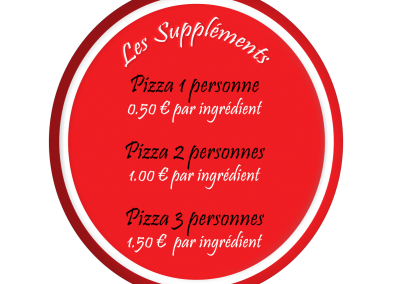 Les Suppléments
Pizza 1 personne
0.50 € par ingrédient
Pizza 2 personnes
1.00 € par ingrédient
Pizza 3 personnes
1.50 € par ingrédient